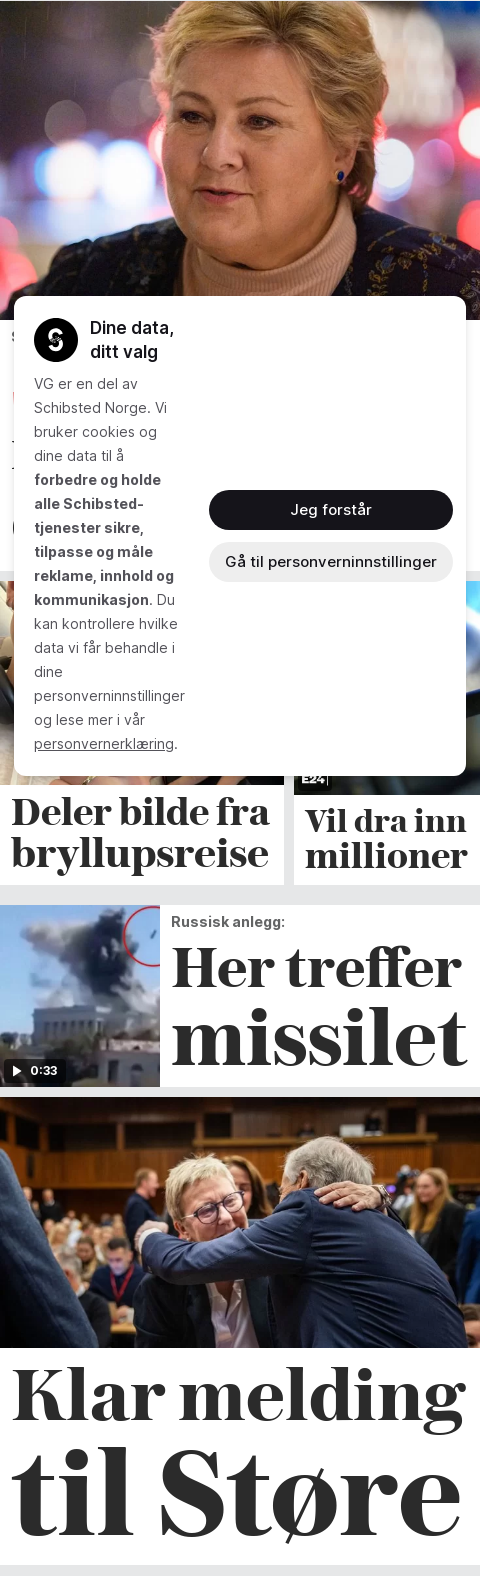 Dine data,
ditt valg
VG er en del av
Schibsted Norge. Vi
bruker cookies og
dine data til å
forbedre og holde
alle Schibsted-
tjenester sikre,
tilpasse og måle
reklame, innhold og
kommunikasjon. Du
kan kontrollere hvilke
data vi får behandle i
dine
personverninnstillinger
og lese mer i vår
personvernerklæring.
Jeg forstår
Gå til personverninnstillinger
E24
Deler bilde fra
bryllupsreise
Vil dra inn
millioner
Russisk anlegg:
Her treffer
missilet
0:33
Klar melding
til Støre